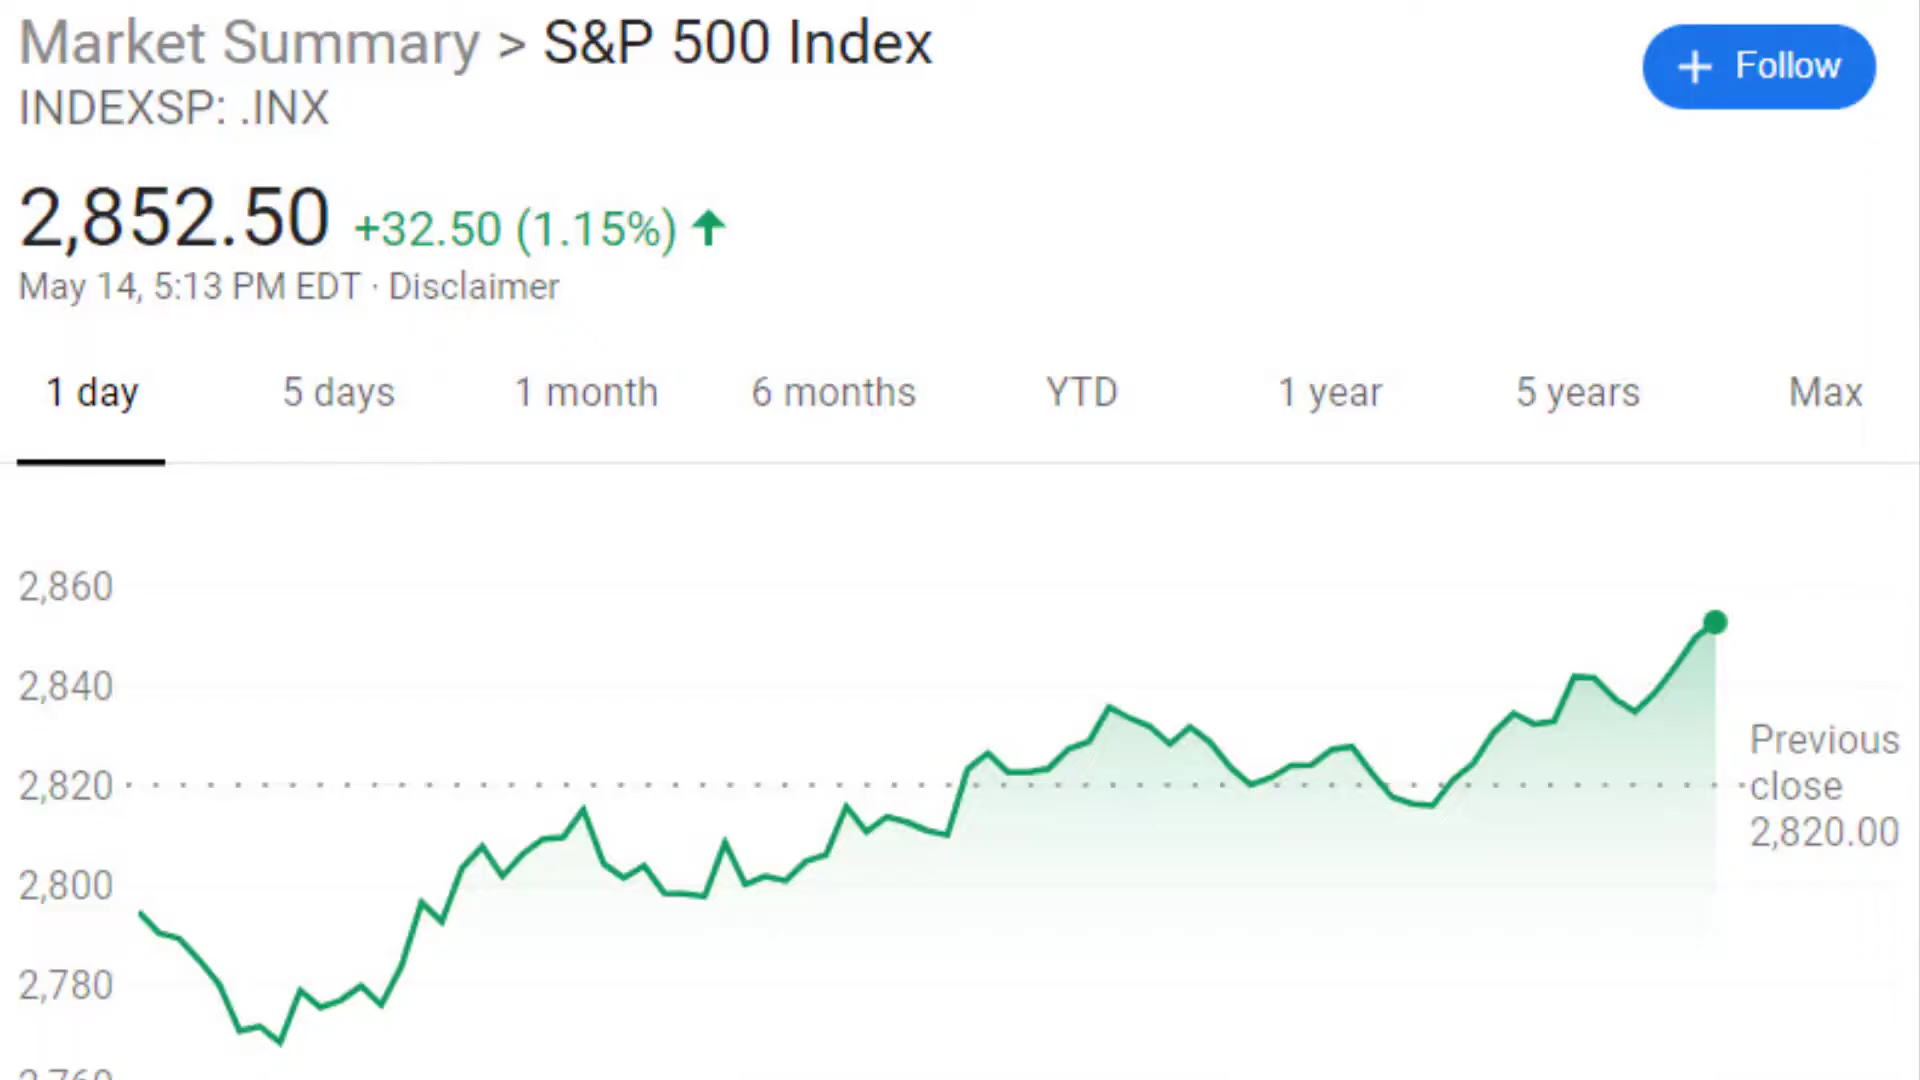 Market Summary > S&P 500 Index
INDEXSP: .INX
+ Follow
2,852.50 +32.50 (1.15%)
May 14, 5:13 PM EDT · Disclaimer
1 day 5 days 1 month 6 months YTD 1 year 5 years Max
2,860
2,840
2,820
2,800
2,780
Previous
close
2,820.00